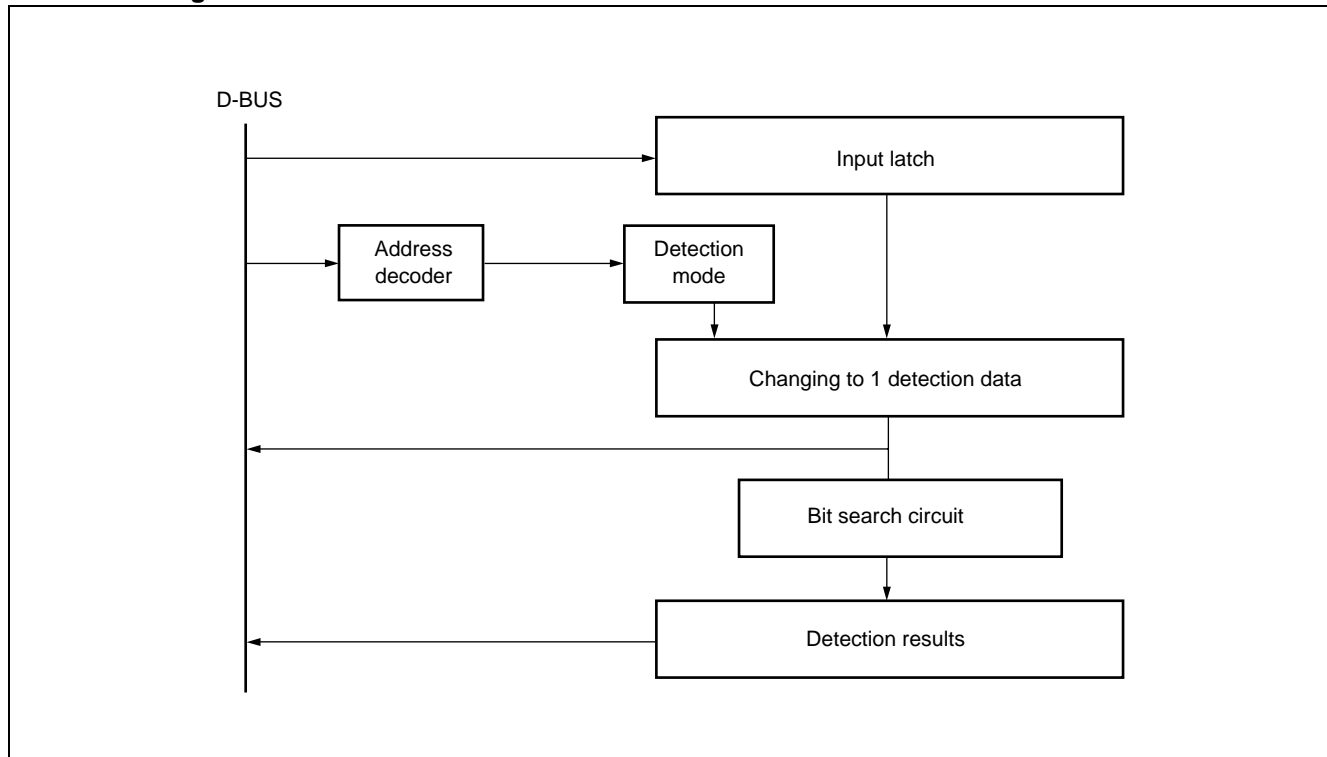 D-BUS
Input latch
Address
decoder
Detection
mode
Changing to 1 detection data
Bit search circuit
Detection results